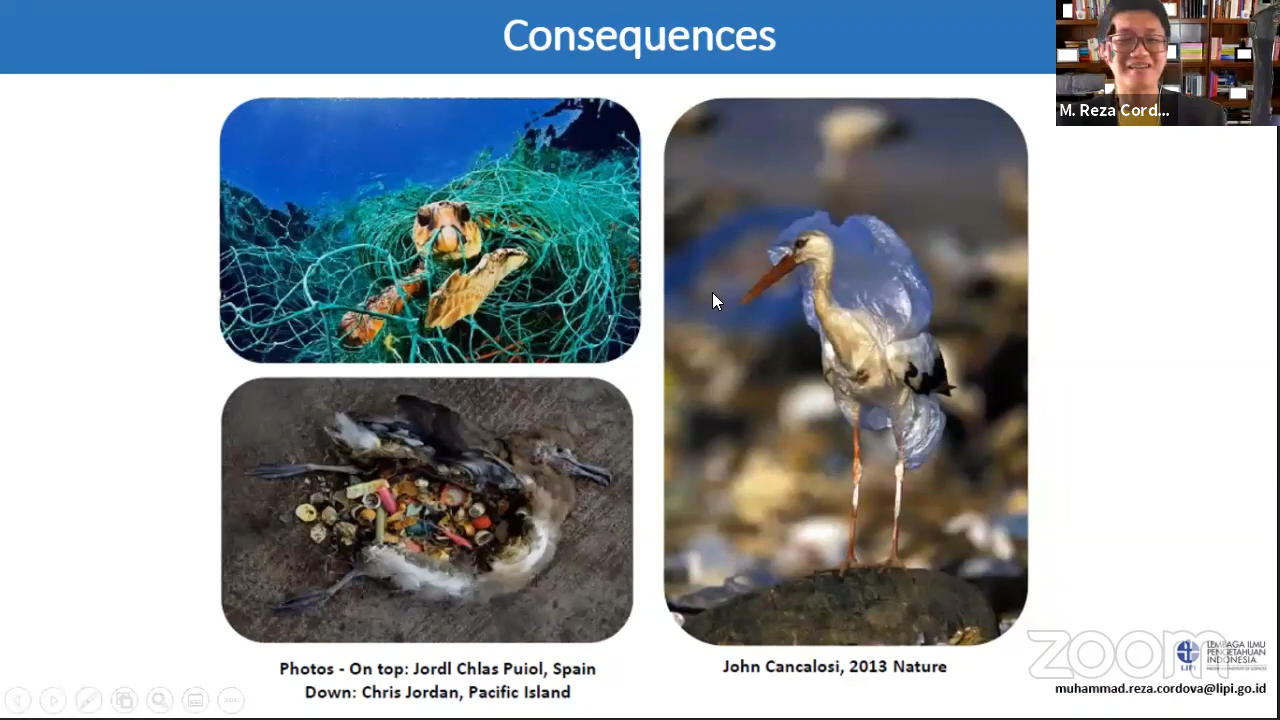 Consequences
M. Reza Cord...
Photos - On top: Jordl Chlas Puiol, Spain
Down: Chris Jordan, Pacific Island
John Cancalosi, 2013 Nature
zoom
LIPI
LEMBAGA ILMU
PENGETAHUAN
INDONESIA
muhammad.reza.cordova@lipi.go.id